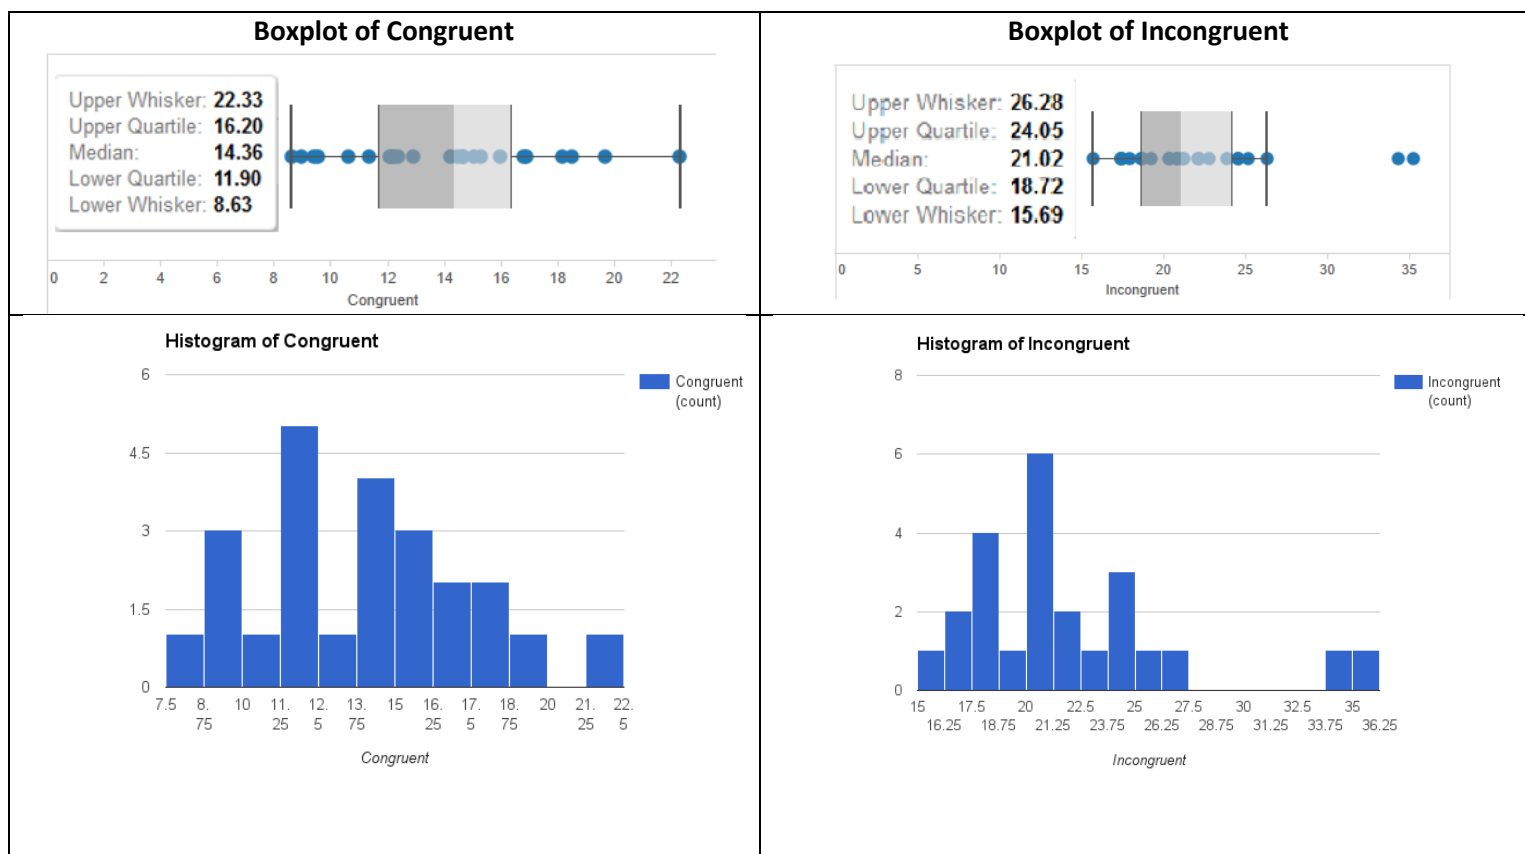 Boxplot of Congruent
Upper Whisker: 22.33
Upper Quartile: 16.20
Median: 14.36
Lower Quartile: 11.90
Lower Whisker: 8.63
0 2 4 6 8 10 12 14 16 18 20 22
Congruent
Boxplot of Incongruent
Upper Whisker: 26.28
Upper Quartile: 24.05
Median: 21.02
Lower Quartile: 18.72
Lower Whisker: 15.69
0 5 10 15 20 25 30 35
Incongruent
Histogram of Congruent
6
Congruent
(count)
4.5
3
1.5
0
7.5 8. 10 11. 12. 13. 15 16. 17. 18. 20 21. 22.
75 25 5 75 25 5 75 25 5
Congruent
Histogram of Incongruent
8
Incongruent
(count)
6
4
2
0
15 17.5 20 22.5 25 27.5 30 32.5 35
16.25 18.75 21.25 23.75 26.25 28.75 31.25 33.75 36.25
Incongruent